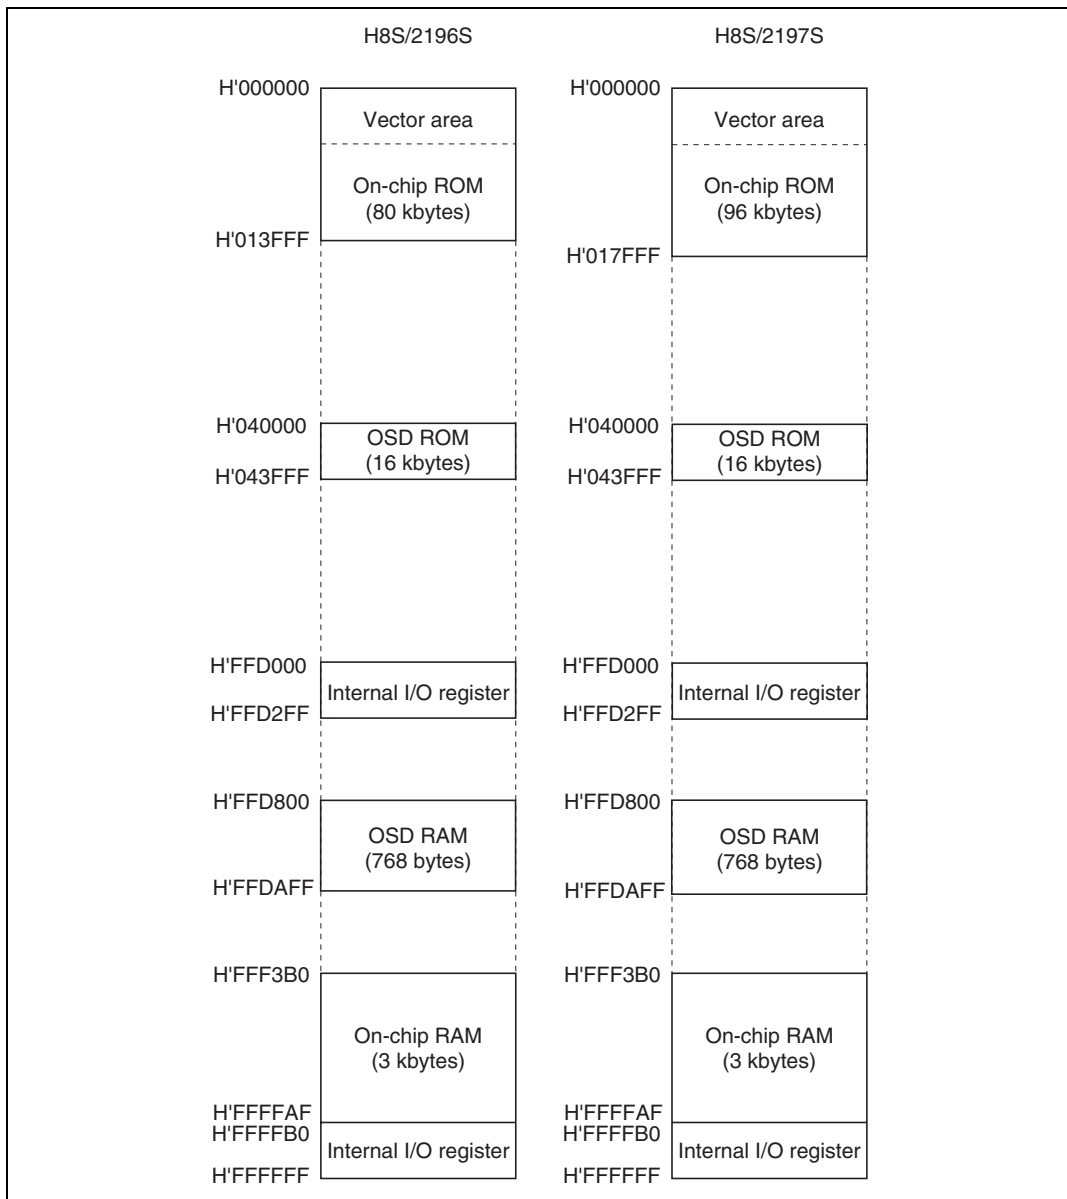 H8S/2196S
H'000000
Vector area
On-chip ROM
(80 kbytes)
H'013FFF
H'040000
OSD ROM
(16 kbytes)
H'043FFF
H'FFD000
Internal I/O register
H'FFD2FF
H'FFD800
OSD RAM
(768 bytes)
H'FFDAFF
H'FFF3B0
On-chip RAM
(3 kbytes)
H'FFFFAF
H'FFFFB0
Internal I/O register
H'FFFFFF
H8S/2197S
H'000000
Vector area
On-chip ROM
(96 kbytes)
H'017FFF
H'040000
OSD ROM
(16 kbytes)
H'043FFF
H'FFD000
Internal I/O register
H'FFD2FF
H'FFD800
OSD RAM
(768 bytes)
H'FFDAFF
H'FFF3B0
On-chip RAM
(3 kbytes)
H'FFFFAF
H'FFFFB0
Internal I/O register
H'FFFFFF